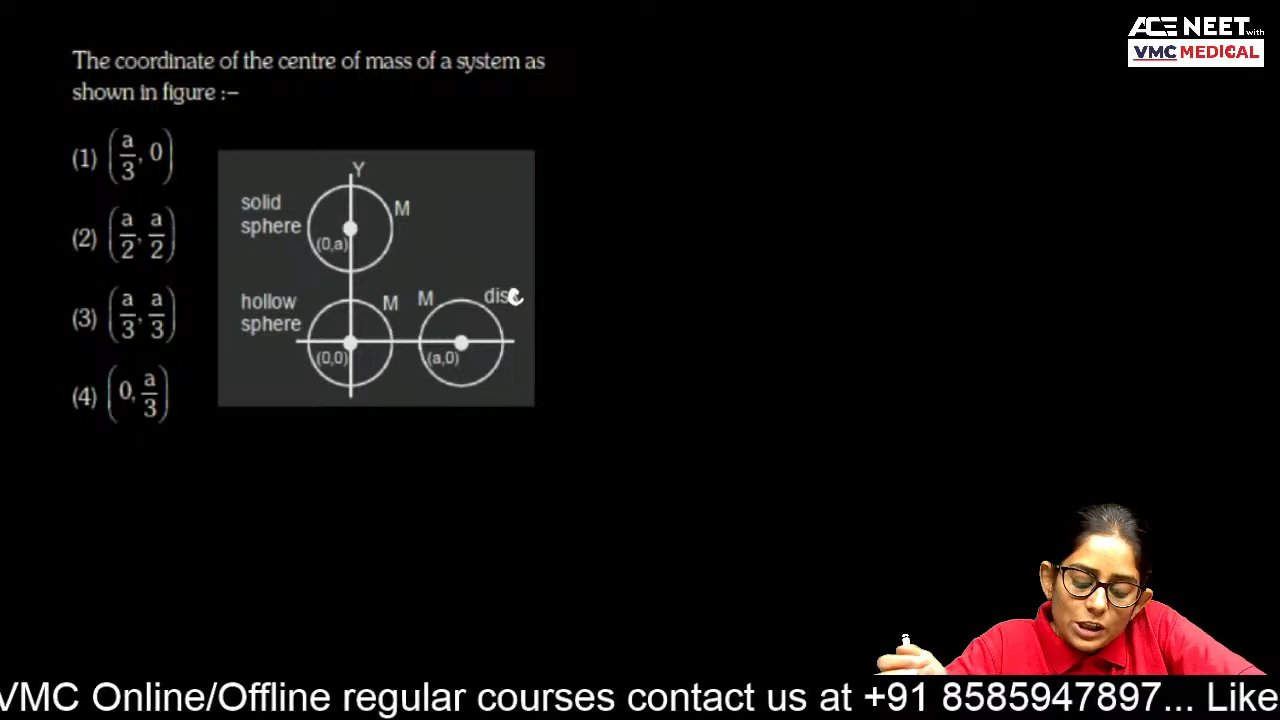 ACE NEET with
VMC MEDICAL
The coordinate of the centre of mass of a system as
shown in figure :–
(1) (a/3, 0)
(2) (a/2, a/2)
(3) (a/3, a/3)
(4) (0, a/3)
Y
solid
sphere
M
(0,a)
hollow
sphere
M
M
disc
(0,0)
(a,0)
VMC Online/Offline regular courses contact us at +91 8585947897... Like